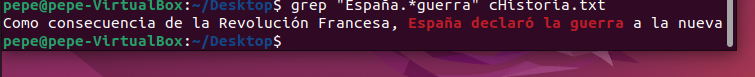 pepe@pepe-VirtualBox:~/Desktop$ grep "España.*guerra" cHistoria.txt
Como consecuencia de la Revolución Francesa, España declaró la guerra a la nueva
pepe@pepe-VirtualBox:~/Desktop$